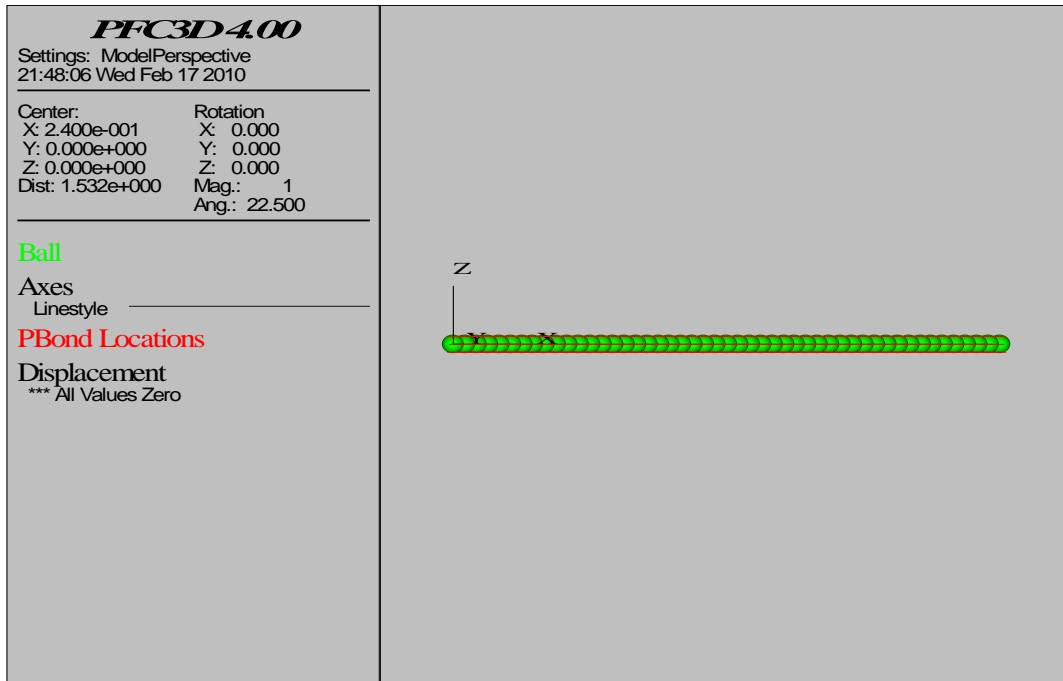 PFC3D 4.00
Settings: ModelPerspective
21:48:06 Wed Feb 17 2010
Center: Rotation
X: 2.400e-001 X: 0.000
Y: 0.000e+000 Y: 0.000
Z: 0.000e+000 Z: 0.000
Dist: 1.532e+000 Mag.: 1
Ang.: 22.500
Ball
Axes
Linestyle
PBond Locations
Displacement
*** All Values Zero
Z
Y X